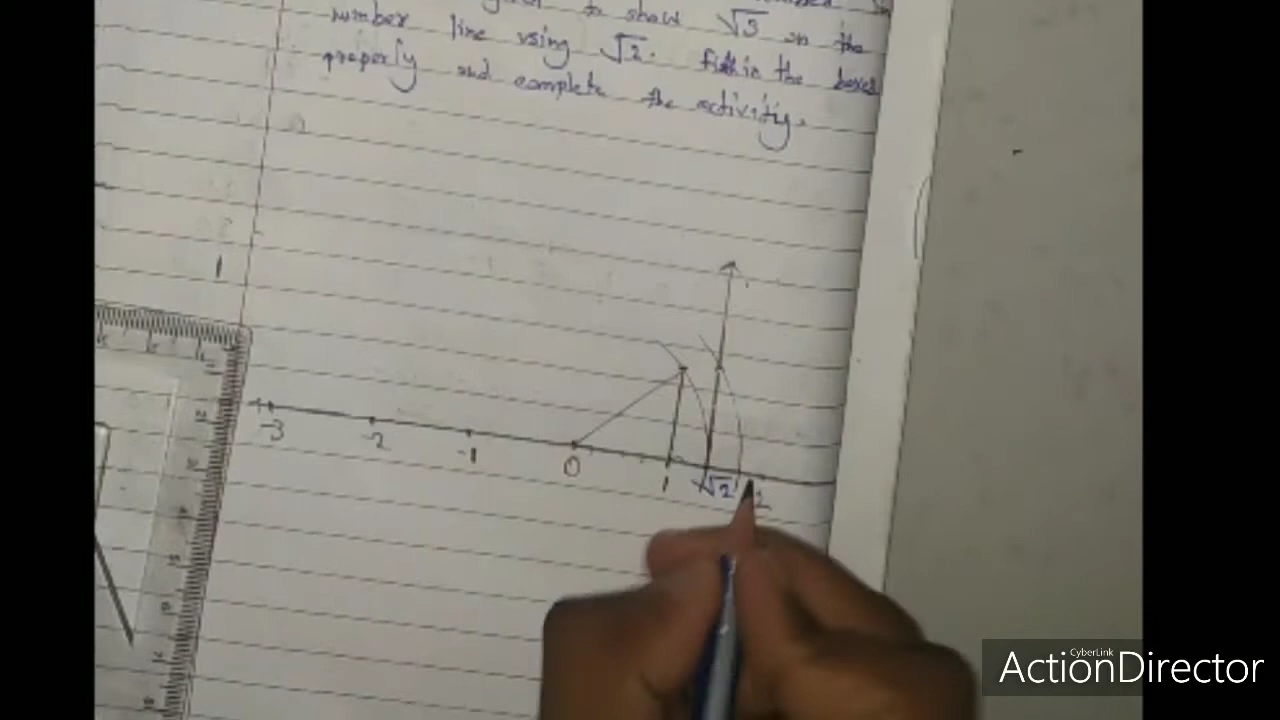 to show √3 on the
number line using √2. Fill in the boxes
properly and complete the activity.
-3 -2 -1 0 1 √2 2
CyberLink
ActionDirector